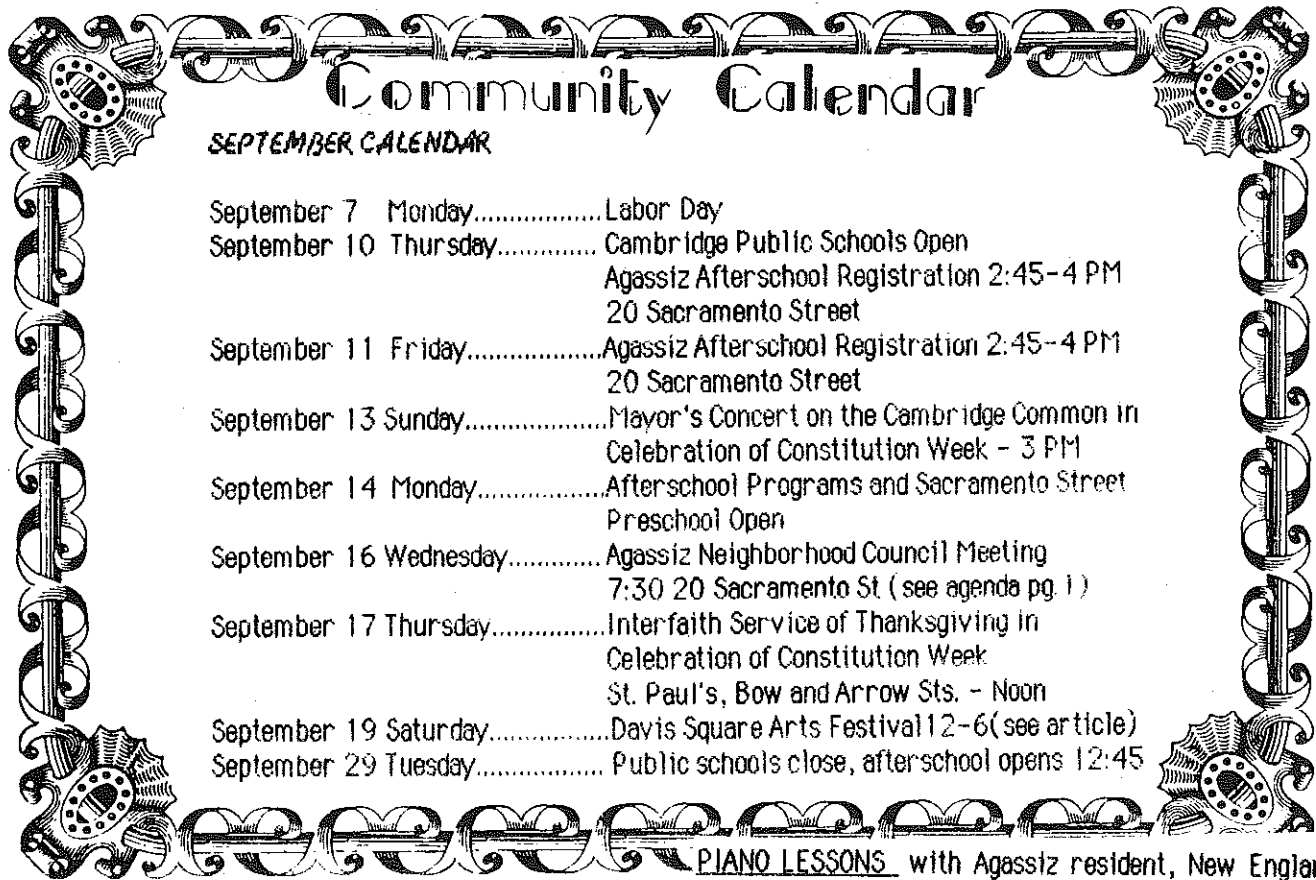 Community Calendar
SEPTEMBER CALENDAR
September 7 Monday..................Labor Day
September 10 Thursday.............. Cambridge Public Schools Open
Agassiz Afterschool Registration 2:45-4 PM
20 Sacramento Street
September 11 Friday....................Agassiz Afterschool Registration 2:45-4 PM
20 Sacramento Street
September 13 Sunday.....................Mayor's Concert on the Cambridge Common in
Celebration of Constitution Week - 3 PM
September 14 Monday...................Afterschool Programs and Sacramento Street
Preschool Open
September 16 Wednesday..............Agassiz Neighborhood Council Meeting
7:30 20 Sacramento St. (see agenda pg. 1)
September 17 Thursday.................Interfaith Service of Thanksgiving in
Celebration of Constitution Week
St. Paul's, Bow and Arrow Sts. - Noon
September 19 Saturday..................Davis Square Arts Festival 12-6(see article)
September 29 Tuesday................... Public schools close, afterschool opens 12:45
PIANO LESSONS with Agassiz resident, New Englan